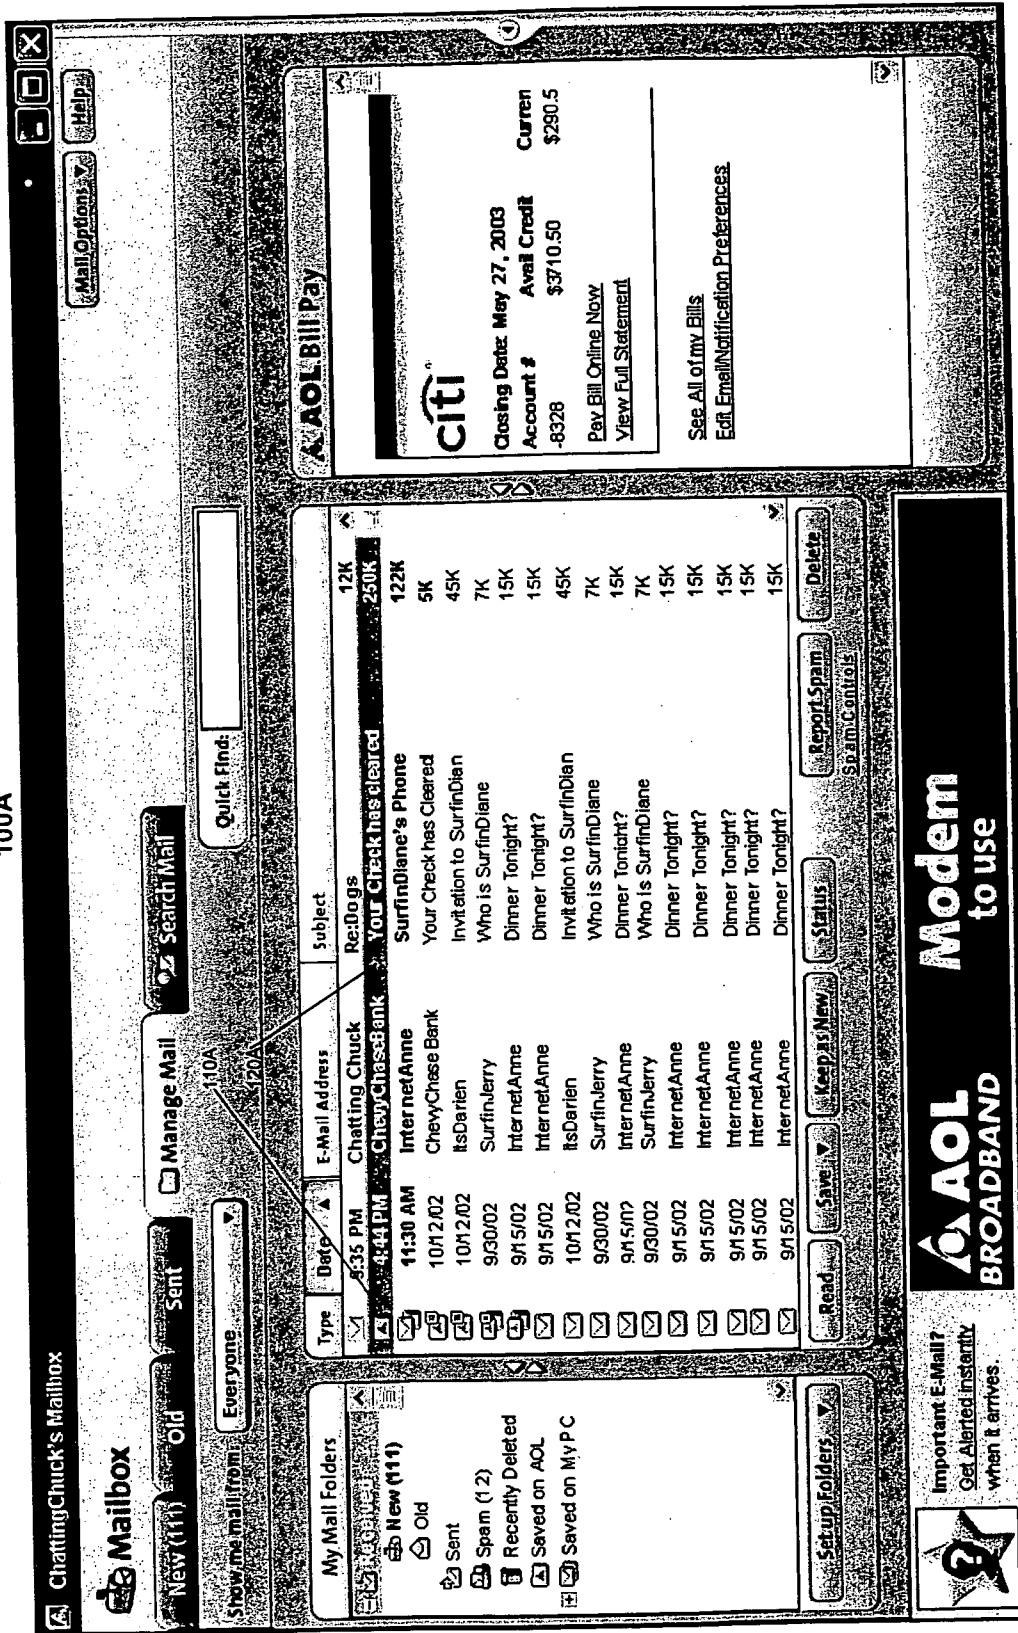 100A
ChattingChuck's Mailbox
Mailbox
Mail Options Help
New (111) Old Sent Manage Mail Search Mail
Show me mail from: Everyone
110A
120A
Quick Find:
My Mail Folders
New (111)
Old
Sent
Spam (12)
Recently Deleted
Saved on AOL
Saved on My PC
Setup Folders
Type Date E-Mail Address Subject
6:35 PM Chatting Chuck Re:Dogs 12K
4:44 PM ChevyChaseBank Your Check has cleared 250K
11:30 AM InternetAnne SurfinDiane's Phone 122K
10/12/02 ChevyChase Bank Your Check has Cleered 5K
10/12/02 ItsDarien Invitation to SurfinDian 45K
9/30/02 SurfinJerry Who is SurfinDiane 7K
9/15/02 InternetAnne Dinner Tonight? 15K
9/15/02 InternetAnne Dinner Tonight? 15K
10/12/02 ItsDarien Invitation to SurfinDian 45K
9/30/02 SurfinJerry Who is SurfinDiane 7K
9/15/02 InternetAnne Dinner Tonight? 15K
9/30/02 SurfinJerry Who is SurfinDiane 7K
9/15/02 InternetAnne Dinner Tonight? 15K
9/15/02 InternetAnne Dinner Tonight? 15K
9/15/02 InternetAnne Dinner Tonight? 15K
9/15/02 InternetAnne Dinner Tonight? 15K
9/15/02 InternetAnne Dinner Tonight? 15K
Read Save Keep as New Status Report Spam Delete
Spam Controls
AOL Bill Pay
citi
Closing Date: May 27, 2003
Account # Avail Credit Curren
-8328 $3710.50 $290.5
Pay Bill Online Now
View Full Statement
See All of my Bills
Edit Email/Notification Preferences
Important E-Mail?
Get Alerted Instantly
when it arrives.
AOL Modem
BROADBAND to use